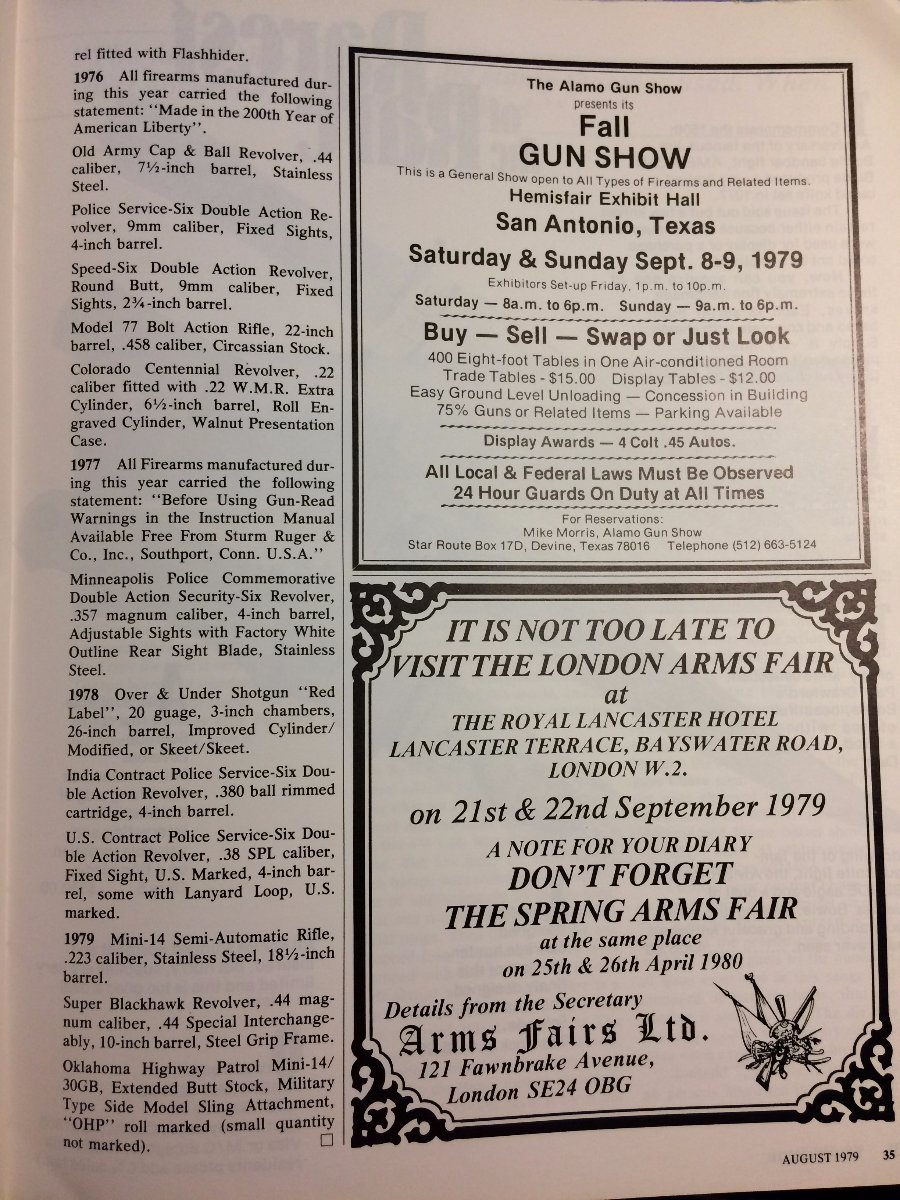 rel fitted with Flashhider.
1976 All firearms manufactured dur-
ing this year carried the following
statement: "Made in the 200th Year of
American Liberty".
Old Army Cap & Ball Revolver, .44
caliber, 7½-inch barrel, Stainless
Steel.
Police Service-Six Double Action Re-
volver, 9mm caliber, Fixed Sights,
4-inch barrel.
Speed-Six Double Action Revolver,
Round Butt, 9mm caliber, Fixed
Sights, 2¾-inch barrel.
Model 77 Bolt Action Rifle, 22-inch
barrel, .458 caliber, Circassian Stock.
Colorado Centennial Revolver, .22
caliber fitted with .22 W.M.R. Extra
Cylinder, 6½-inch barrel, Roll En-
graved Cylinder, Walnut Presentation
Case.
1977 All Firearms manufactured dur-
ing this year carried the following
statement: "Before Using Gun-Read
Warnings in the Instruction Manual
Available Free From Sturm Ruger &
Co., Inc., Southport, Conn. U.S.A."
Minneapolis Police Commemorative
Double Action Security-Six Revolver,
.357 magnum caliber, 4-inch barrel,
Adjustable Sights with Factory White
Outline Rear Sight Blade, Stainless
Steel.
1978 Over & Under Shotgun "Red
Label", 20 guage, 3-inch chambers,
26-inch barrel, Improved Cylinder/
Modified, or Skeet/Skeet.
India Contract Police Service-Six Dou-
ble Action Revolver, .380 ball rimmed
cartridge, 4-inch barrel.
U.S. Contract Police Service-Six Dou-
ble Action Revolver, .38 SPL caliber,
Fixed Sight, U.S. Marked, 4-inch bar-
rel, some with Lanyard Loop, U.S.
marked.
1979 Mini-14 Semi-Automatic Rifle,
.223 caliber, Stainless Steel, 18½-inch
barrel.
Super Blackhawk Revolver, .44 mag-
num caliber, .44 Special Interchange-
ably, 10-inch barrel, Steel Grip Frame.
Oklahoma Highway Patrol Mini-14/
30GB, Extended Butt Stock, Military
Type Side Model Sling Attachment,
"OHP" roll marked (small quantity
not marked). □
The Alamo Gun Show
presents its
Fall
GUN SHOW
This is a General Show open to All Types of Firearms and Related Items.
Hemisfair Exhibit Hall
San Antonio, Texas
Saturday & Sunday Sept. 8-9, 1979
Exhibitors Set-up Friday, 1p.m. to 10p.m.
Saturday — 8a.m. to 6p.m. Sunday — 9a.m. to 6p.m.
Buy — Sell — Swap or Just Look
400 Eight-foot Tables in One Air-conditioned Room
Trade Tables - $15.00 Display Tables - $12.00
Easy Ground Level Unloading — Concession in Building
75% Guns or Related Items — Parking Available
Display Awards — 4 Colt .45 Autos.
All Local & Federal Laws Must Be Observed
24 Hour Guards On Duty at All Times
For Reservations:
Mike Morris, Alamo Gun Show
Star Route Box 17D, Devine, Texas 78016 Telephone (512) 663-5124
IT IS NOT TOO LATE TO
VISIT THE LONDON ARMS FAIR
at
THE ROYAL LANCASTER HOTEL
LANCASTER TERRACE, BAYSWATER ROAD,
LONDON W.2.
on 21st & 22nd September 1979
A NOTE FOR YOUR DIARY
DON'T FORGET
THE SPRING ARMS FAIR
at the same place
on 25th & 26th April 1980
Details from the Secretary
Arms Fairs Ltd.
121 Fawnbrake Avenue,
London SE24 OBG
AUGUST 1979 35